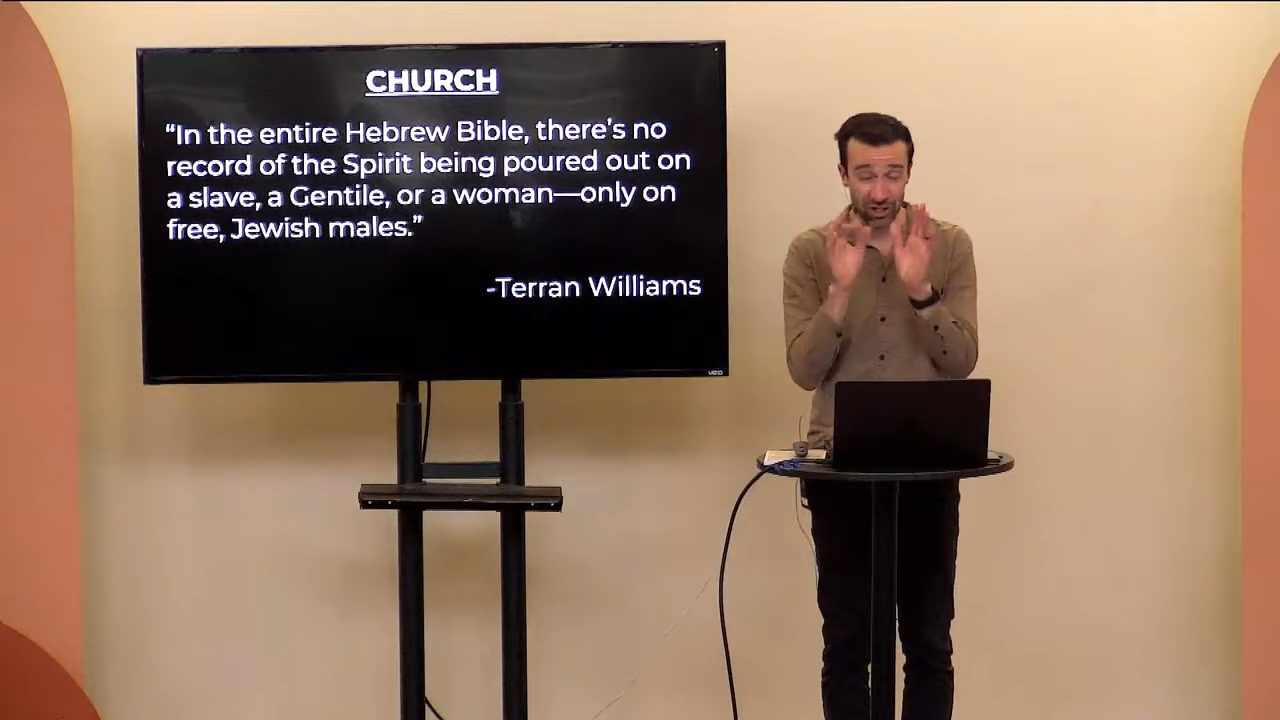 CHURCH
“In the entire Hebrew Bible, there’s no
record of the Spirit being poured out on
a slave, a Gentile, or a woman—only on
free, Jewish males.”
-Terran Williams
VIZIO